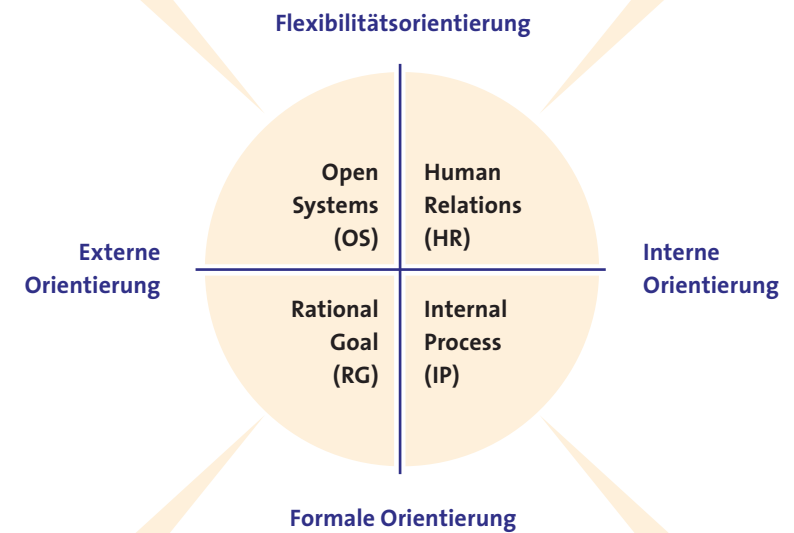 Flexibilitätsorientierung
Open
Systems
(OS)
Human
Relations
(HR)
Externe
Orientierung
Interne
Orientierung
Rational
Goal
(RG)
Internal
Process
(IP)
Formale Orientierung